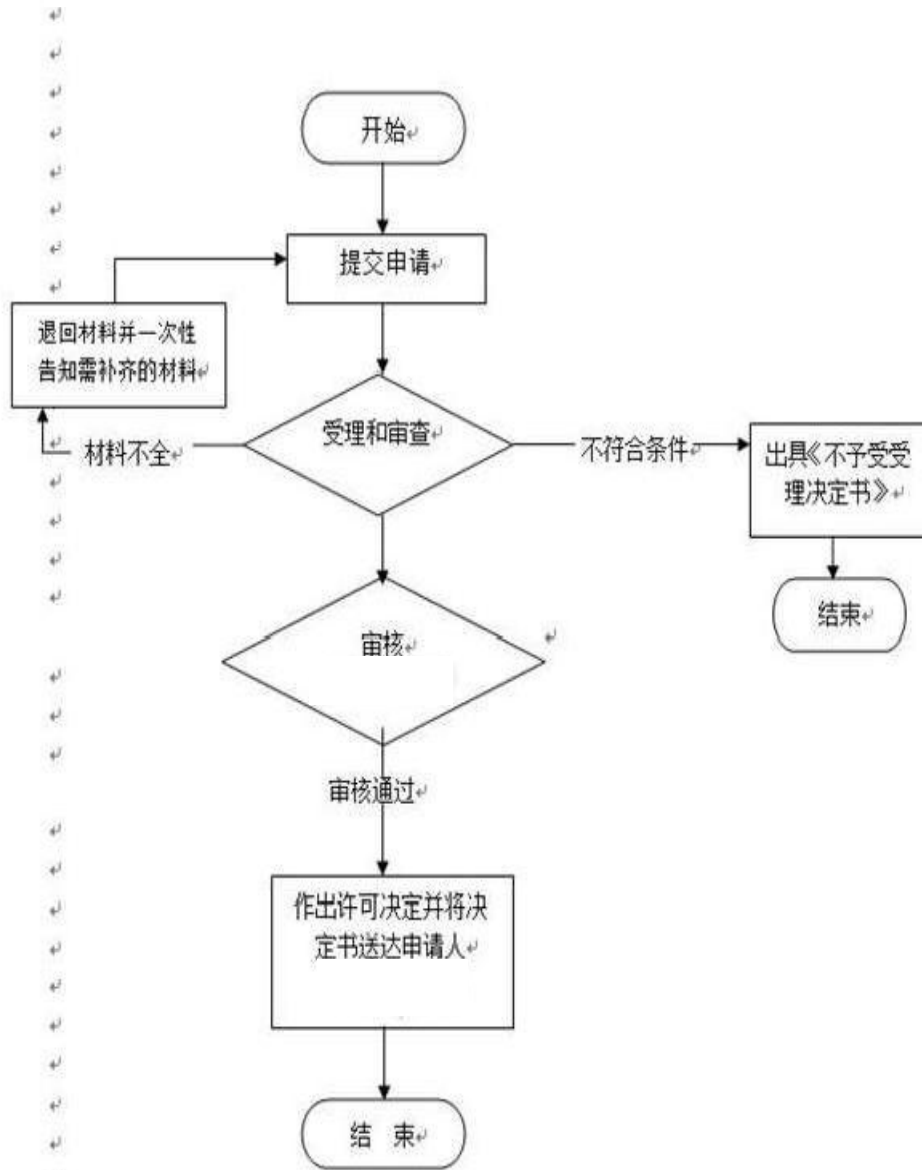 开始
提交申请
退回材料并一次性
告知需补齐的材料
受理和审查
材料不全
不符合条件
出具《不予受受
理决定书》
结束
审核
审核通过
作出许可决定并将决
定书送达申请人
结 束